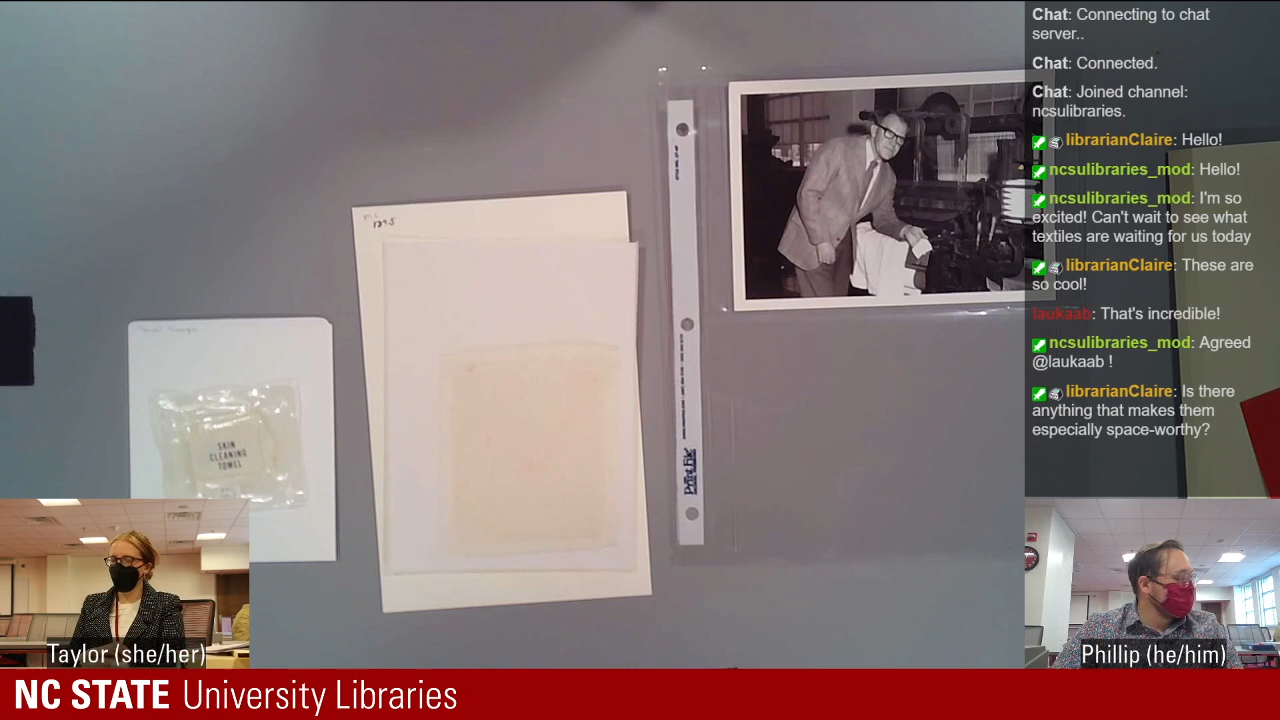 Chat: Connecting to chat
server..
Chat: Connected.
Chat: Joined channel:
ncsulibraries.
librarianClaire: Hello!
ncsulibraries_mod: Hello!
ncsulibraries_mod: I'm so
excited! Can't wait to see what
textiles are waiting for us today
librarianClaire: These are
so cool!
laukaab: That's incredible!
ncsulibraries_mod: Agreed
@laukaab !
librarianClaire: Is there
anything that makes them
especially space-worthy?
SKIN
CLEANING
TOWEL
Print File
Taylor (she/her)
Phillip (he/him)
NC STATE University Libraries